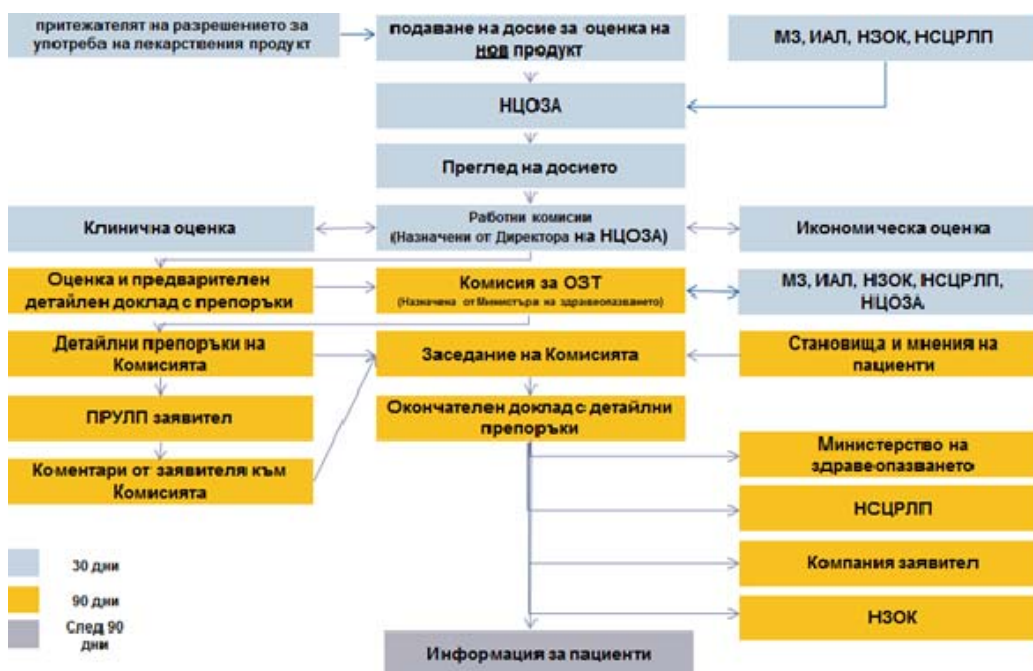 притежателят на разрешението за
употреба на лекарствения продукт
подаване на досие за оценка на
нов продукт
МЗ, ИАЛ, НЗОК, НСЦРЛП
НЦОЗА
Преглед на досието
Клинична оценка
Работни комисии
(Назначени от Директора на НЦОЗА)
Икономическа оценка
Оценка и предварителен
детайлен доклад с препоръки
Комисия за ОЗТ
(Назначена от Министъра на здравеопазването)
МЗ, ИАЛ, НЗОК, НСЦРЛП,
НЦОЗА
Детайлни препоръки на
Комисията
Заседание на Комисията
Становища и мнения на
пациенти
ПРУЛП заявител
Окончателен доклад с детайлни
препоръки
Коментари от заявителя към
Комисията
Министерство на
здравеопазването
НСЦРЛП
Компания заявител
НЗОК
30 дни
90 дни
След 90
дни
Информация за пациенти